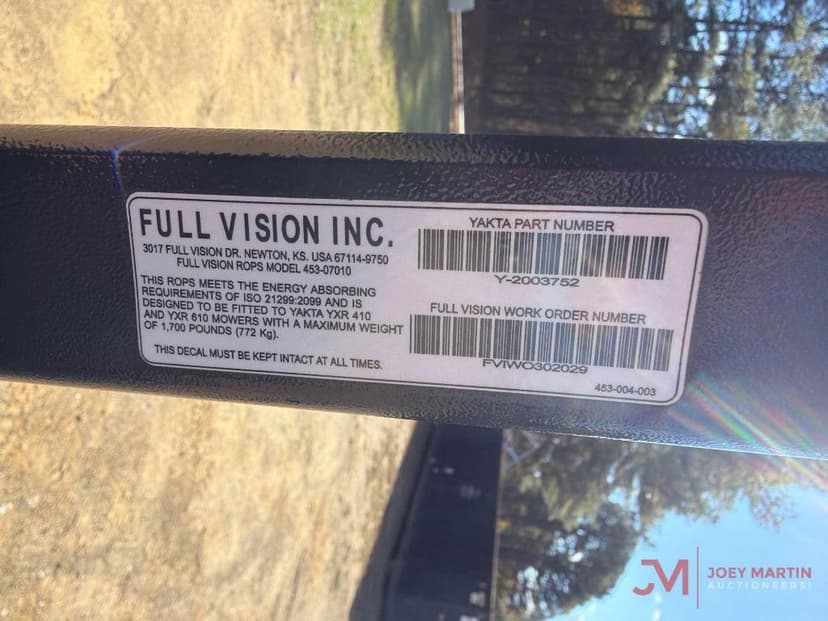 FULL VISION INC.
3017 FULL VISION DR. NEWTON, KS. USA 67114-9750
FULL VISION ROPS MODEL 453-07010
THIS ROPS MEETS THE ENERGY ABSORBING
REQUIREMENTS OF ISO 21299:2099 AND IS
DESIGNED TO BE FITTED TO YAKTA YXR 410
AND YXR 610 MOWERS WITH A MAXIMUM WEIGHT
OF 1,700 POUNDS (772 Kg).
THIS DECAL MUST BE KEPT INTACT AT ALL TIMES.
YAKTA PART NUMBER
Y-2003752
FULL VISION WORK ORDER NUMBER
FVIWO302029
453-004-003
JM
JOEY MARTIN
AUCTIONEERS!